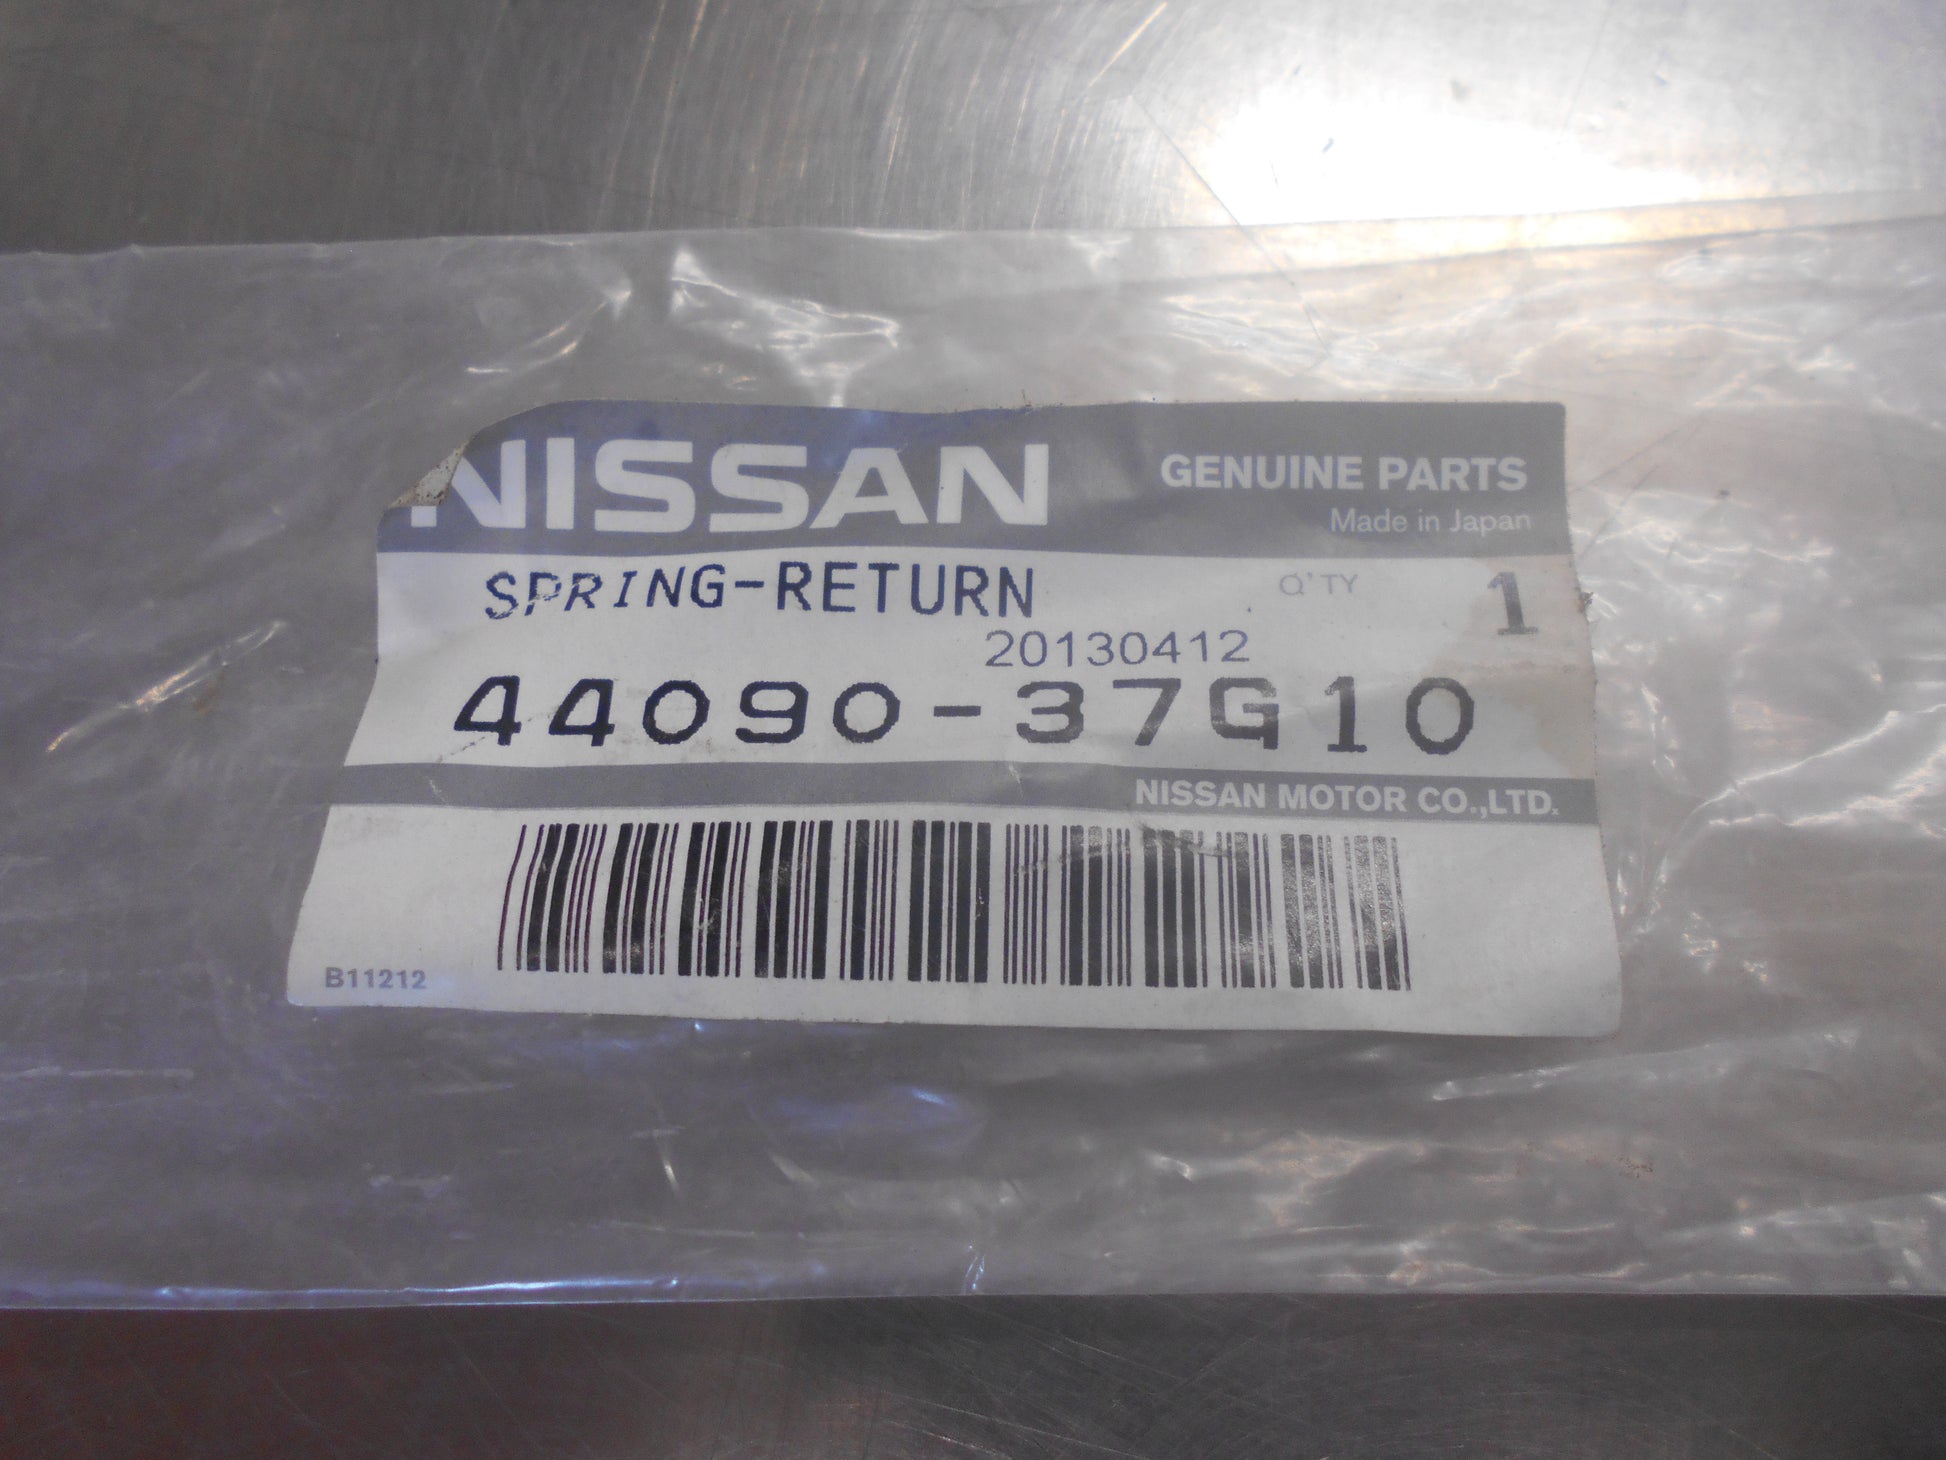 NISSAN GENUINE PARTS
Made in Japan
SPRING-RETURN Q'TY 1
20130412
44090-37G10
NISSAN MOTOR CO.,LTD.
B11212